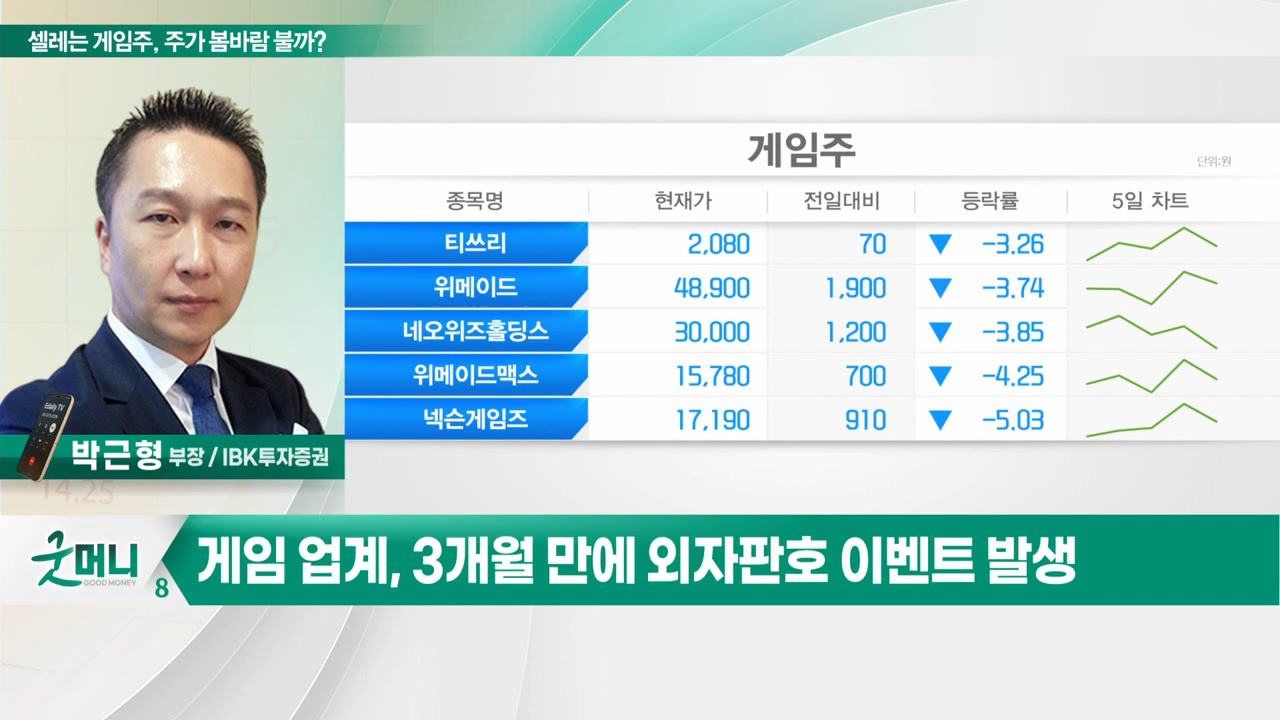 셀레는 게임주, 주가 봄바람 불까?
게임주
단위:원
종목명 현재가 전일대비 등락률 5일 차트
티쓰리 2,080 70 ▼ -3.26
위메이드 48,900 1,900 ▼ -3.74
네오위즈홀딩스 30,000 1,200 ▼ -3.85
위메이드맥스 15,780 700 ▼ -4.25
넥슨게임즈 17,190 910 ▼ -5.03
Edaily TV
박근형 부장 / IBK투자증권
14.25
굿머니
GOOD MONEY
8
게임 업계, 3개월 만에 외자판호 이벤트 발생